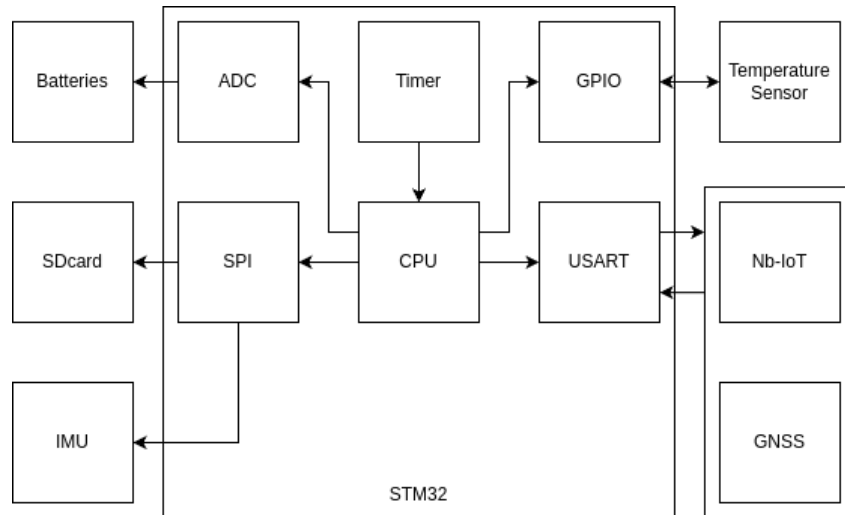 Batteries
ADC
Timer
GPIO
Temperature
Sensor
SDcard
SPI
CPU
USART
Nb-IoT
IMU
GNSS
STM32